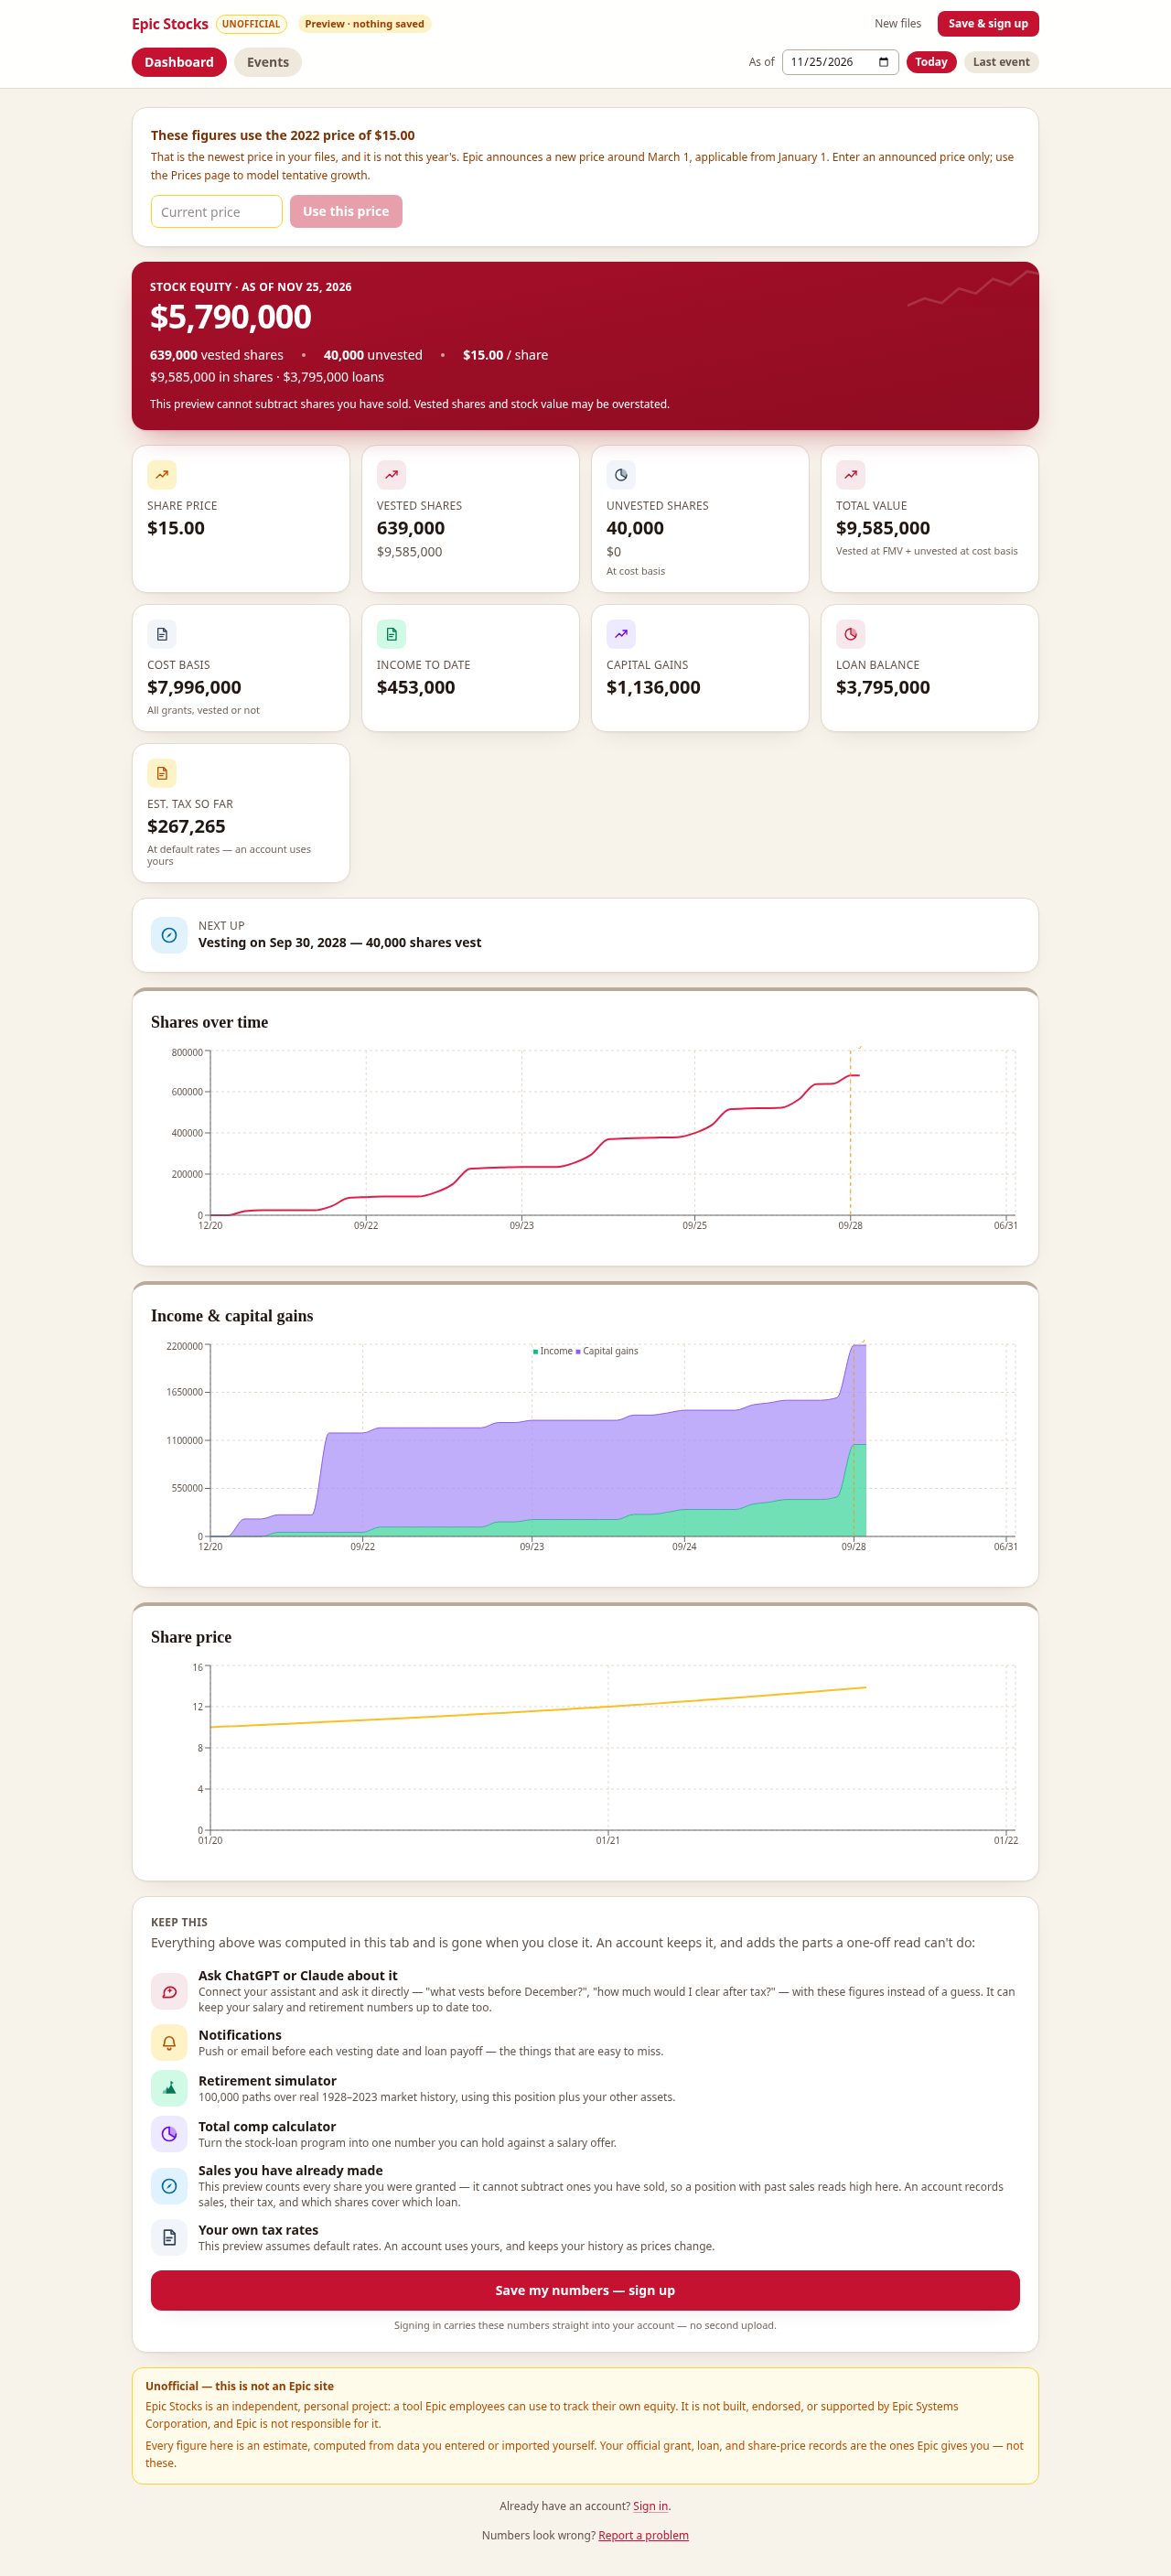 Epic Stocks UNOFFICIAL Preview · nothing saved New files Save & sign up
Dashboard Events As of 11/25/2026 Today Last event
These figures use the 2022 price of $15.00
That is the newest price in your files, and it is not this year's. Epic announces a new price around March 1, applicable from January 1. Enter an announced price only; use
the Prices page to model tentative growth.
Current price Use this price
STOCK EQUITY · AS OF NOV 25, 2026
$5,790,000
639,000 vested shares • 40,000 unvested • $15.00 / share
$9,585,000 in shares · $3,795,000 loans
This preview cannot subtract shares you have sold. Vested shares and stock value may be overstated.
SHARE PRICE
$15.00
VESTED SHARES
639,000
$9,585,000
UNVESTED SHARES
40,000
$0
At cost basis
TOTAL VALUE
$9,585,000
Vested at FMV + unvested at cost basis
COST BASIS
$7,996,000
All grants, vested or not
INCOME TO DATE
$453,000
CAPITAL GAINS
$1,136,000
LOAN BALANCE
$3,795,000
EST. TAX SO FAR
$267,265
At default rates — an account uses
yours
NEXT UP
Vesting on Sep 30, 2028 — 40,000 shares vest
Shares over time
800000
600000
400000
200000
0
12/20 09/22 09/23 09/25 09/28 06/31
Income & capital gains
2200000
Income Capital gains
1650000
1100000
550000
0
12/20 09/22 09/23 09/24 09/28 06/31
Share price
16
12
8
4
0
01/20 01/21 01/22
KEEP THIS
Everything above was computed in this tab and is gone when you close it. An account keeps it, and adds the parts a one-off read can't do:
Ask ChatGPT or Claude about it
Connect your assistant and ask it directly — "what vests before December?", "how much would I clear after tax?" — with these figures instead of a guess. It can
keep your salary and retirement numbers up to date too.
Notifications
Push or email before each vesting date and loan payoff — the things that are easy to miss.
Retirement simulator
100,000 paths over real 1928–2023 market history, using this position plus your other assets.
Total comp calculator
Turn the stock-loan program into one number you can hold against a salary offer.
Sales you have already made
This preview counts every share you were granted — it cannot subtract ones you have sold, so a position with past sales reads high here. An account records
sales, their tax, and which shares cover which loan.
Your own tax rates
This preview assumes default rates. An account uses yours, and keeps your history as prices change.
Save my numbers — sign up
Signing in carries these numbers straight into your account — no second upload.
Unofficial — this is not an Epic site
Epic Stocks is an independent, personal project: a tool Epic employees can use to track their own equity. It is not built, endorsed, or supported by Epic Systems
Corporation, and Epic is not responsible for it.
Every figure here is an estimate, computed from data you entered or imported yourself. Your official grant, loan, and share-price records are the ones Epic gives you — not
these.
Already have an account? Sign in.
Numbers look wrong? Report a problem